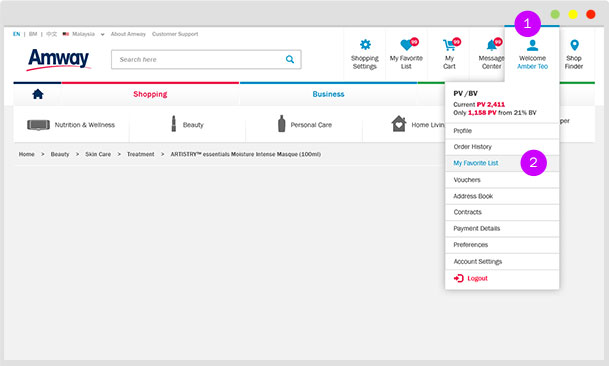 1
EN | BM | 中文 Malaysia About Amway Customer Support
Amway
Search
Shopping Settings
99
My Favorite List
99
My Cart
99
Message Center
Welcome
Amber Teo
Shop Finder
Shopping
Business
PV / BV
Current PV 2,411
Only 1,158 PV from 21% BV
Nutrition & Wellness
Beauty
Personal Care
Home Livin
per
Home > Beauty > Skin Care > Treatment > ARTISTRY™ essentials Moisture Intense Masque (100ml)
Profile
Order History
My Favorite List
2
Vouchers
Address Book
Contracts
Payment Details
Preferences
Account Settings
Logout